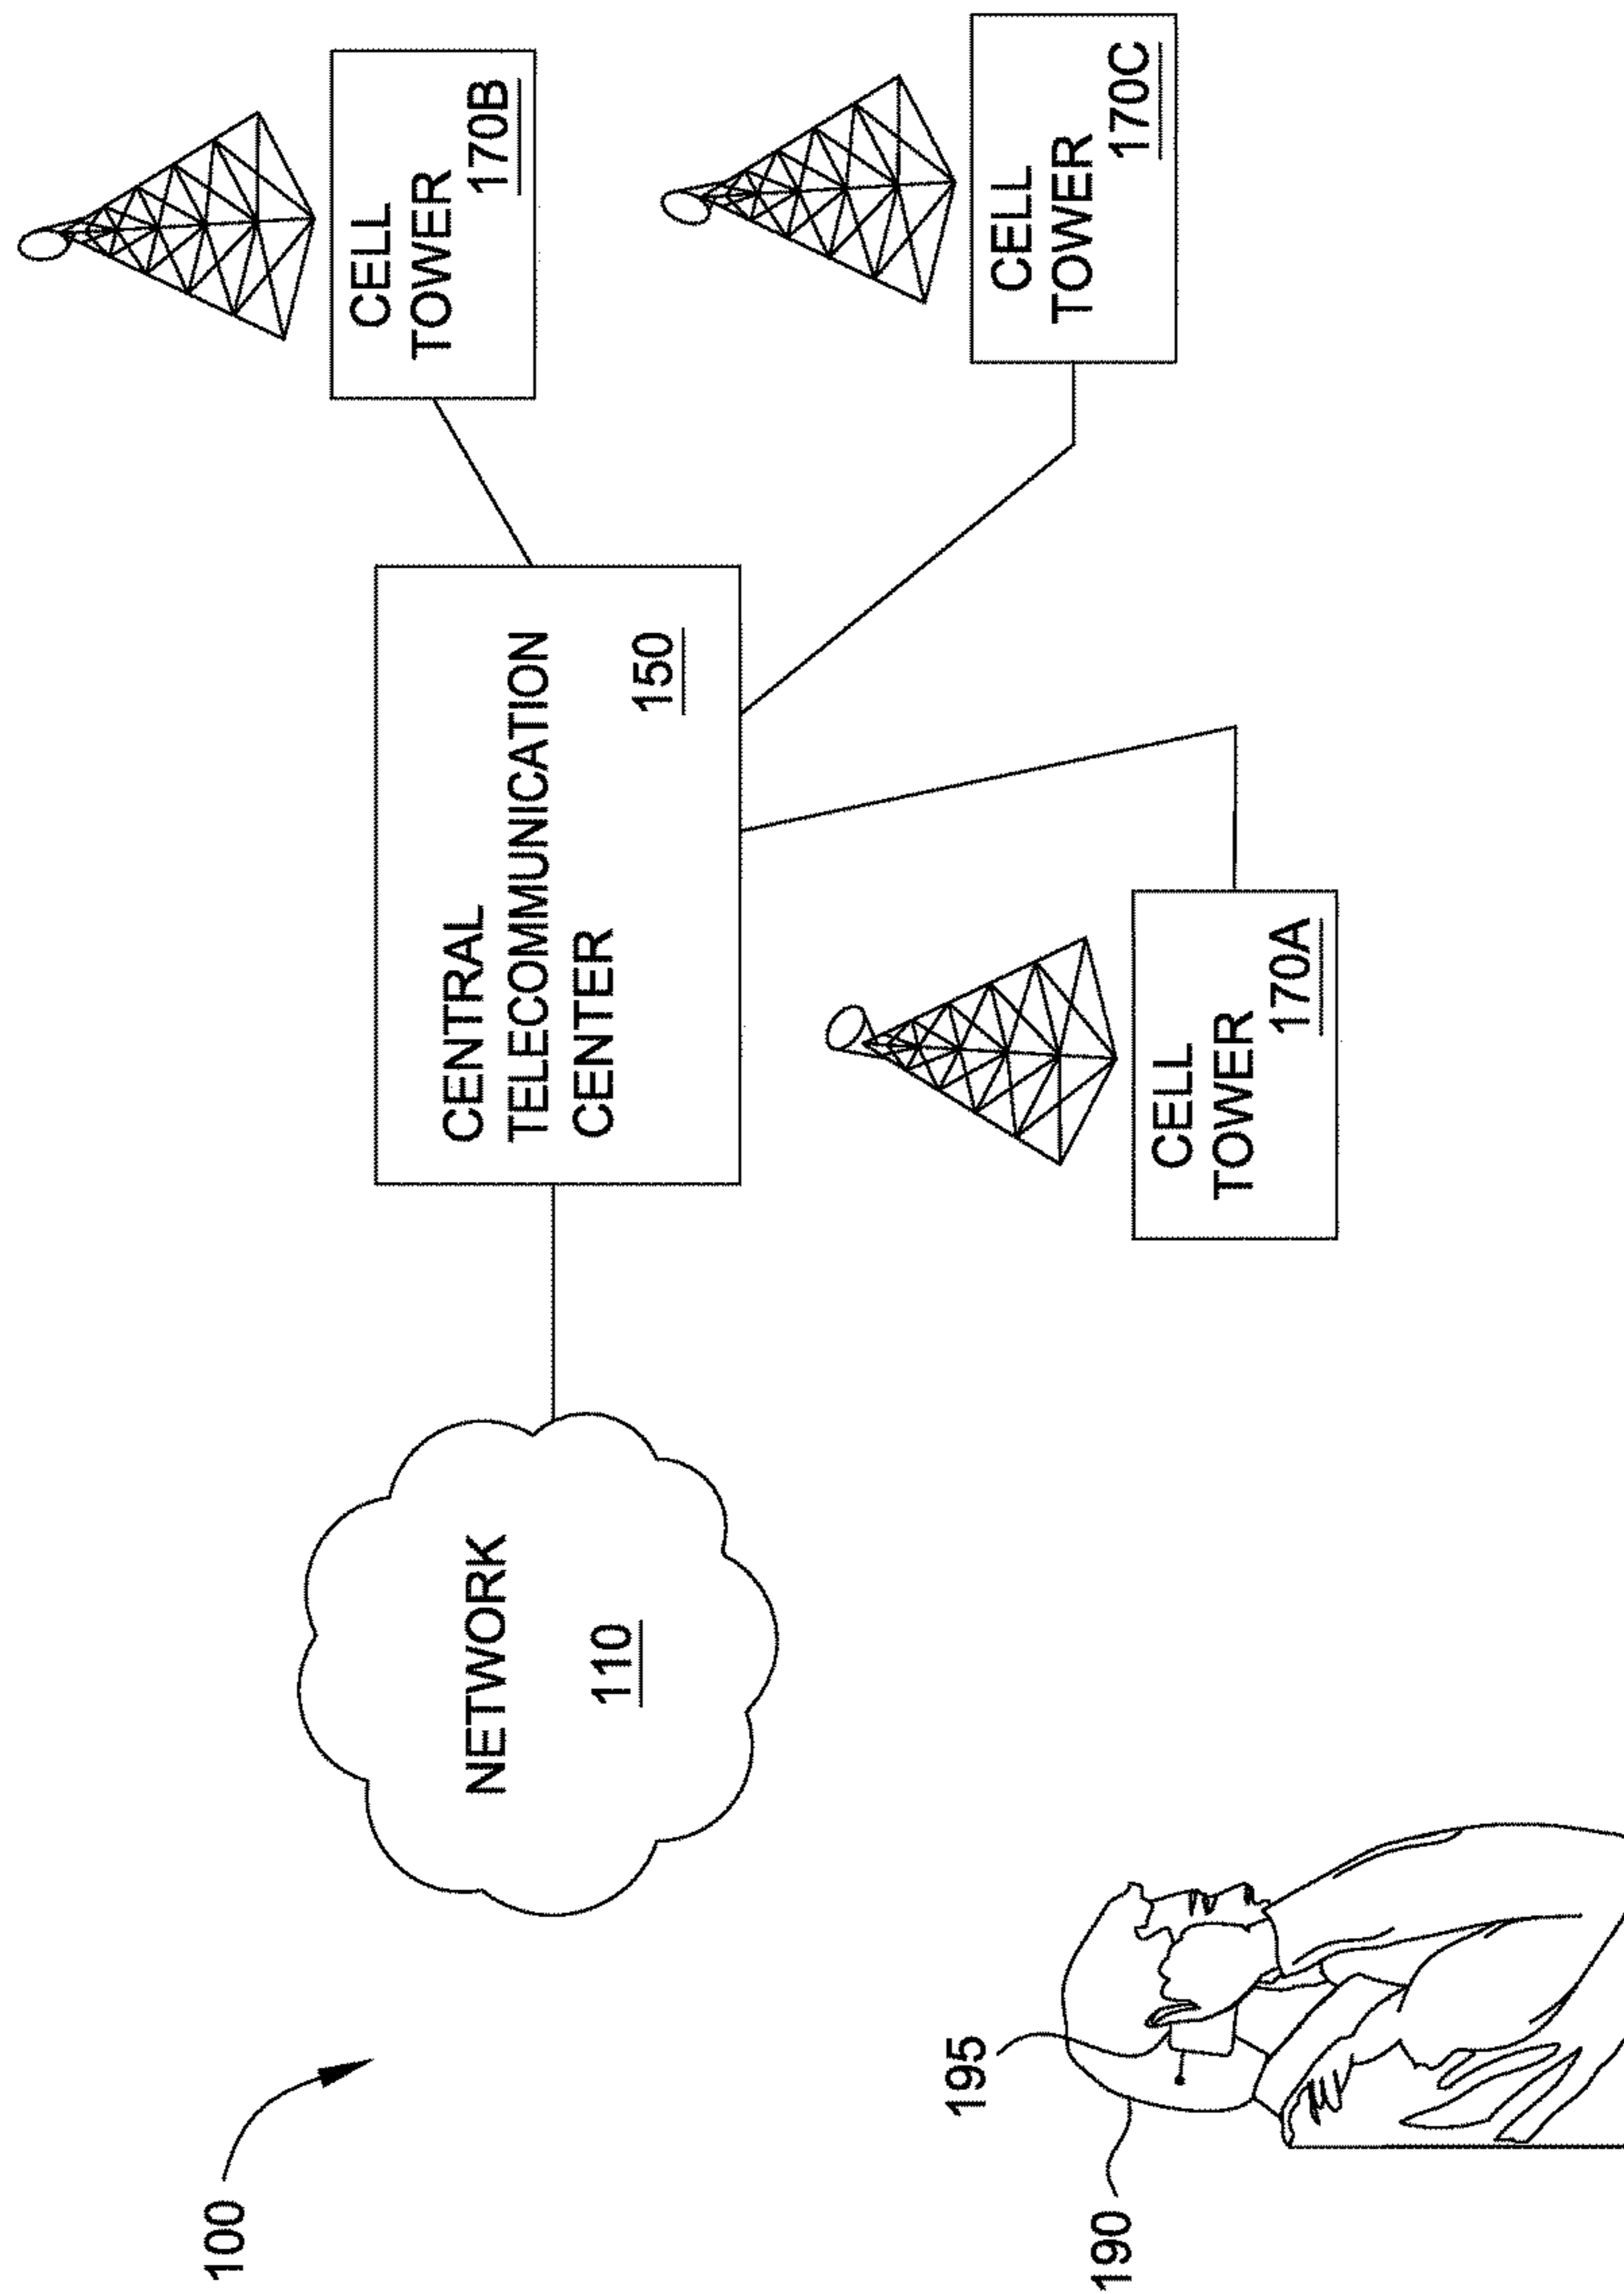 100
NETWORK
110
CENTRAL
TELECOMMUNICATION
CENTER
150
CELL
TOWER
170B
CELL
TOWER
170C
CELL
TOWER
170A
195
190